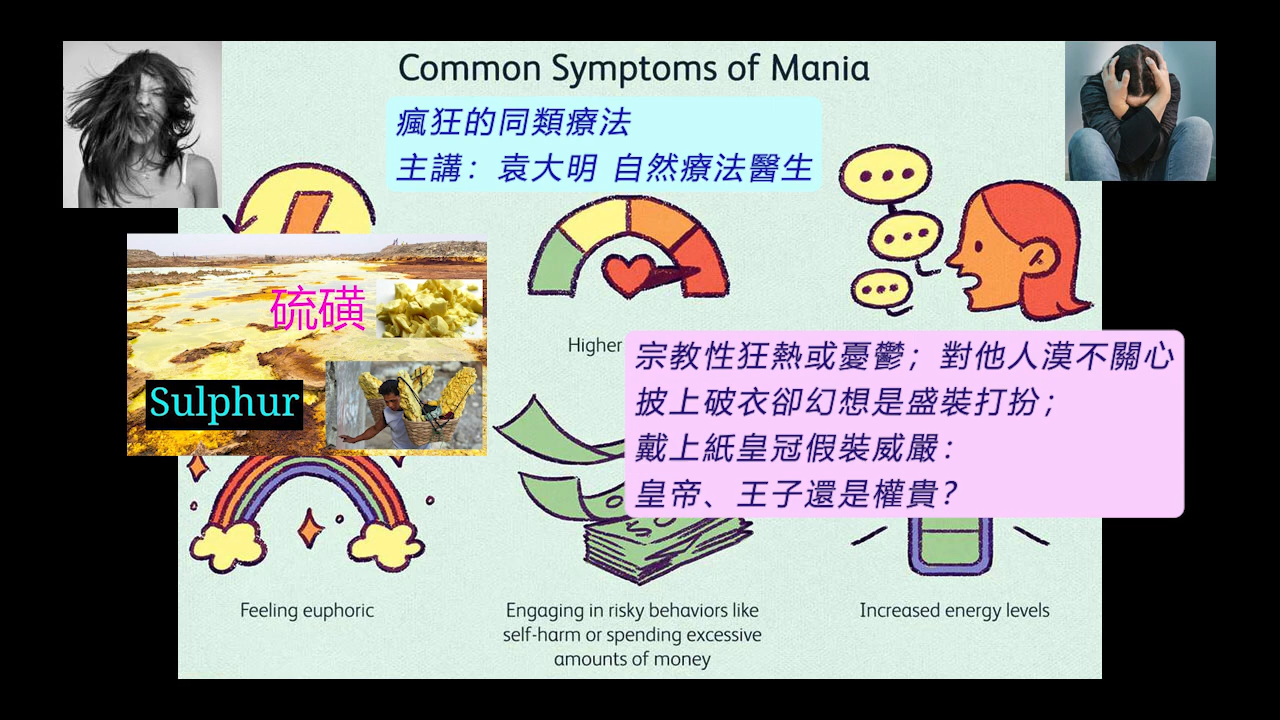 Common Symptoms of Mania
瘋狂的同類療法
主講：袁大明 自然療法醫生
硫磺
Sulphur
Higher
宗教性狂熱或憂鬱；對他人漠不關心
披上破衣卻幻想是盛裝打扮；
戴上紙皇冠假裝威嚴：
皇帝、王子還是權貴？
Feeling euphoric
Engaging in risky behaviors like
self-harm or spending excessive
amounts of money
Increased energy levels